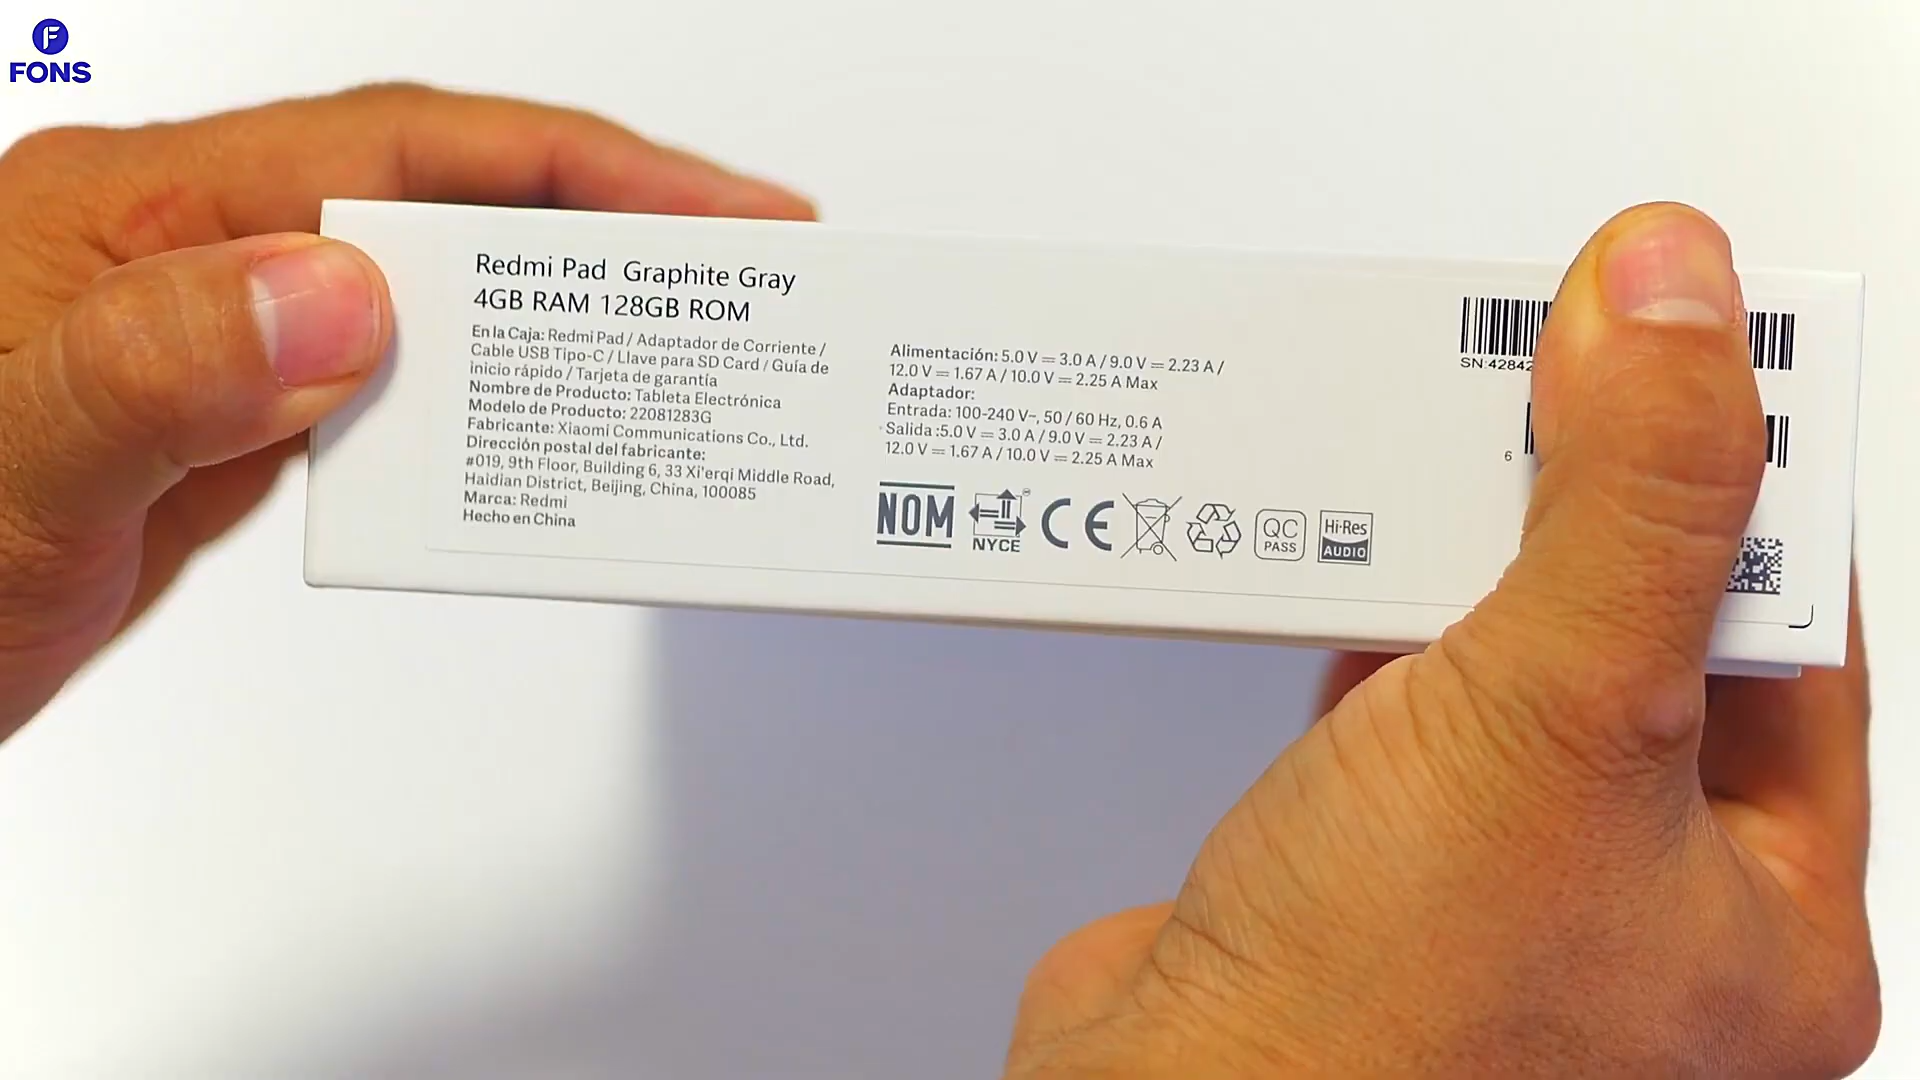 FONS
Redmi Pad Graphite Gray
4GB RAM 128GB ROM
En la Caja: Redmi Pad / Adaptador de Corriente /
Cable USB Tipo-C / Llave para SD Card / Guía de
inicio rápido / Tarjeta de garantía
Nombre de Producto: Tableta Electrónica
Modelo de Producto: 22081283G
Fabricante: Xiaomi Communications Co., Ltd.
Dirección postal del fabricante:
#019, 9th Floor, Building 6, 33 Xi'erqi Middle Road,
Haidian District, Beijing, China, 100085
Marca: Redmi
Hecho en China
Alimentación: 5.0 V⎓3.0 A / 9.0 V⎓2.23 A /
12.0 V⎓1.67 A / 10.0 V⎓2.25 A Max
Adaptador:
Entrada: 100-240 V~, 50 / 60 Hz, 0.6 A
Salida :5.0 V⎓3.0 A / 9.0 V⎓2.23 A /
12.0 V⎓1.67 A / 10.0 V⎓2.25 A Max
NOM
NYCE
CE
QC
PASS
Hi-Res
AUDIO
SN:42842
6